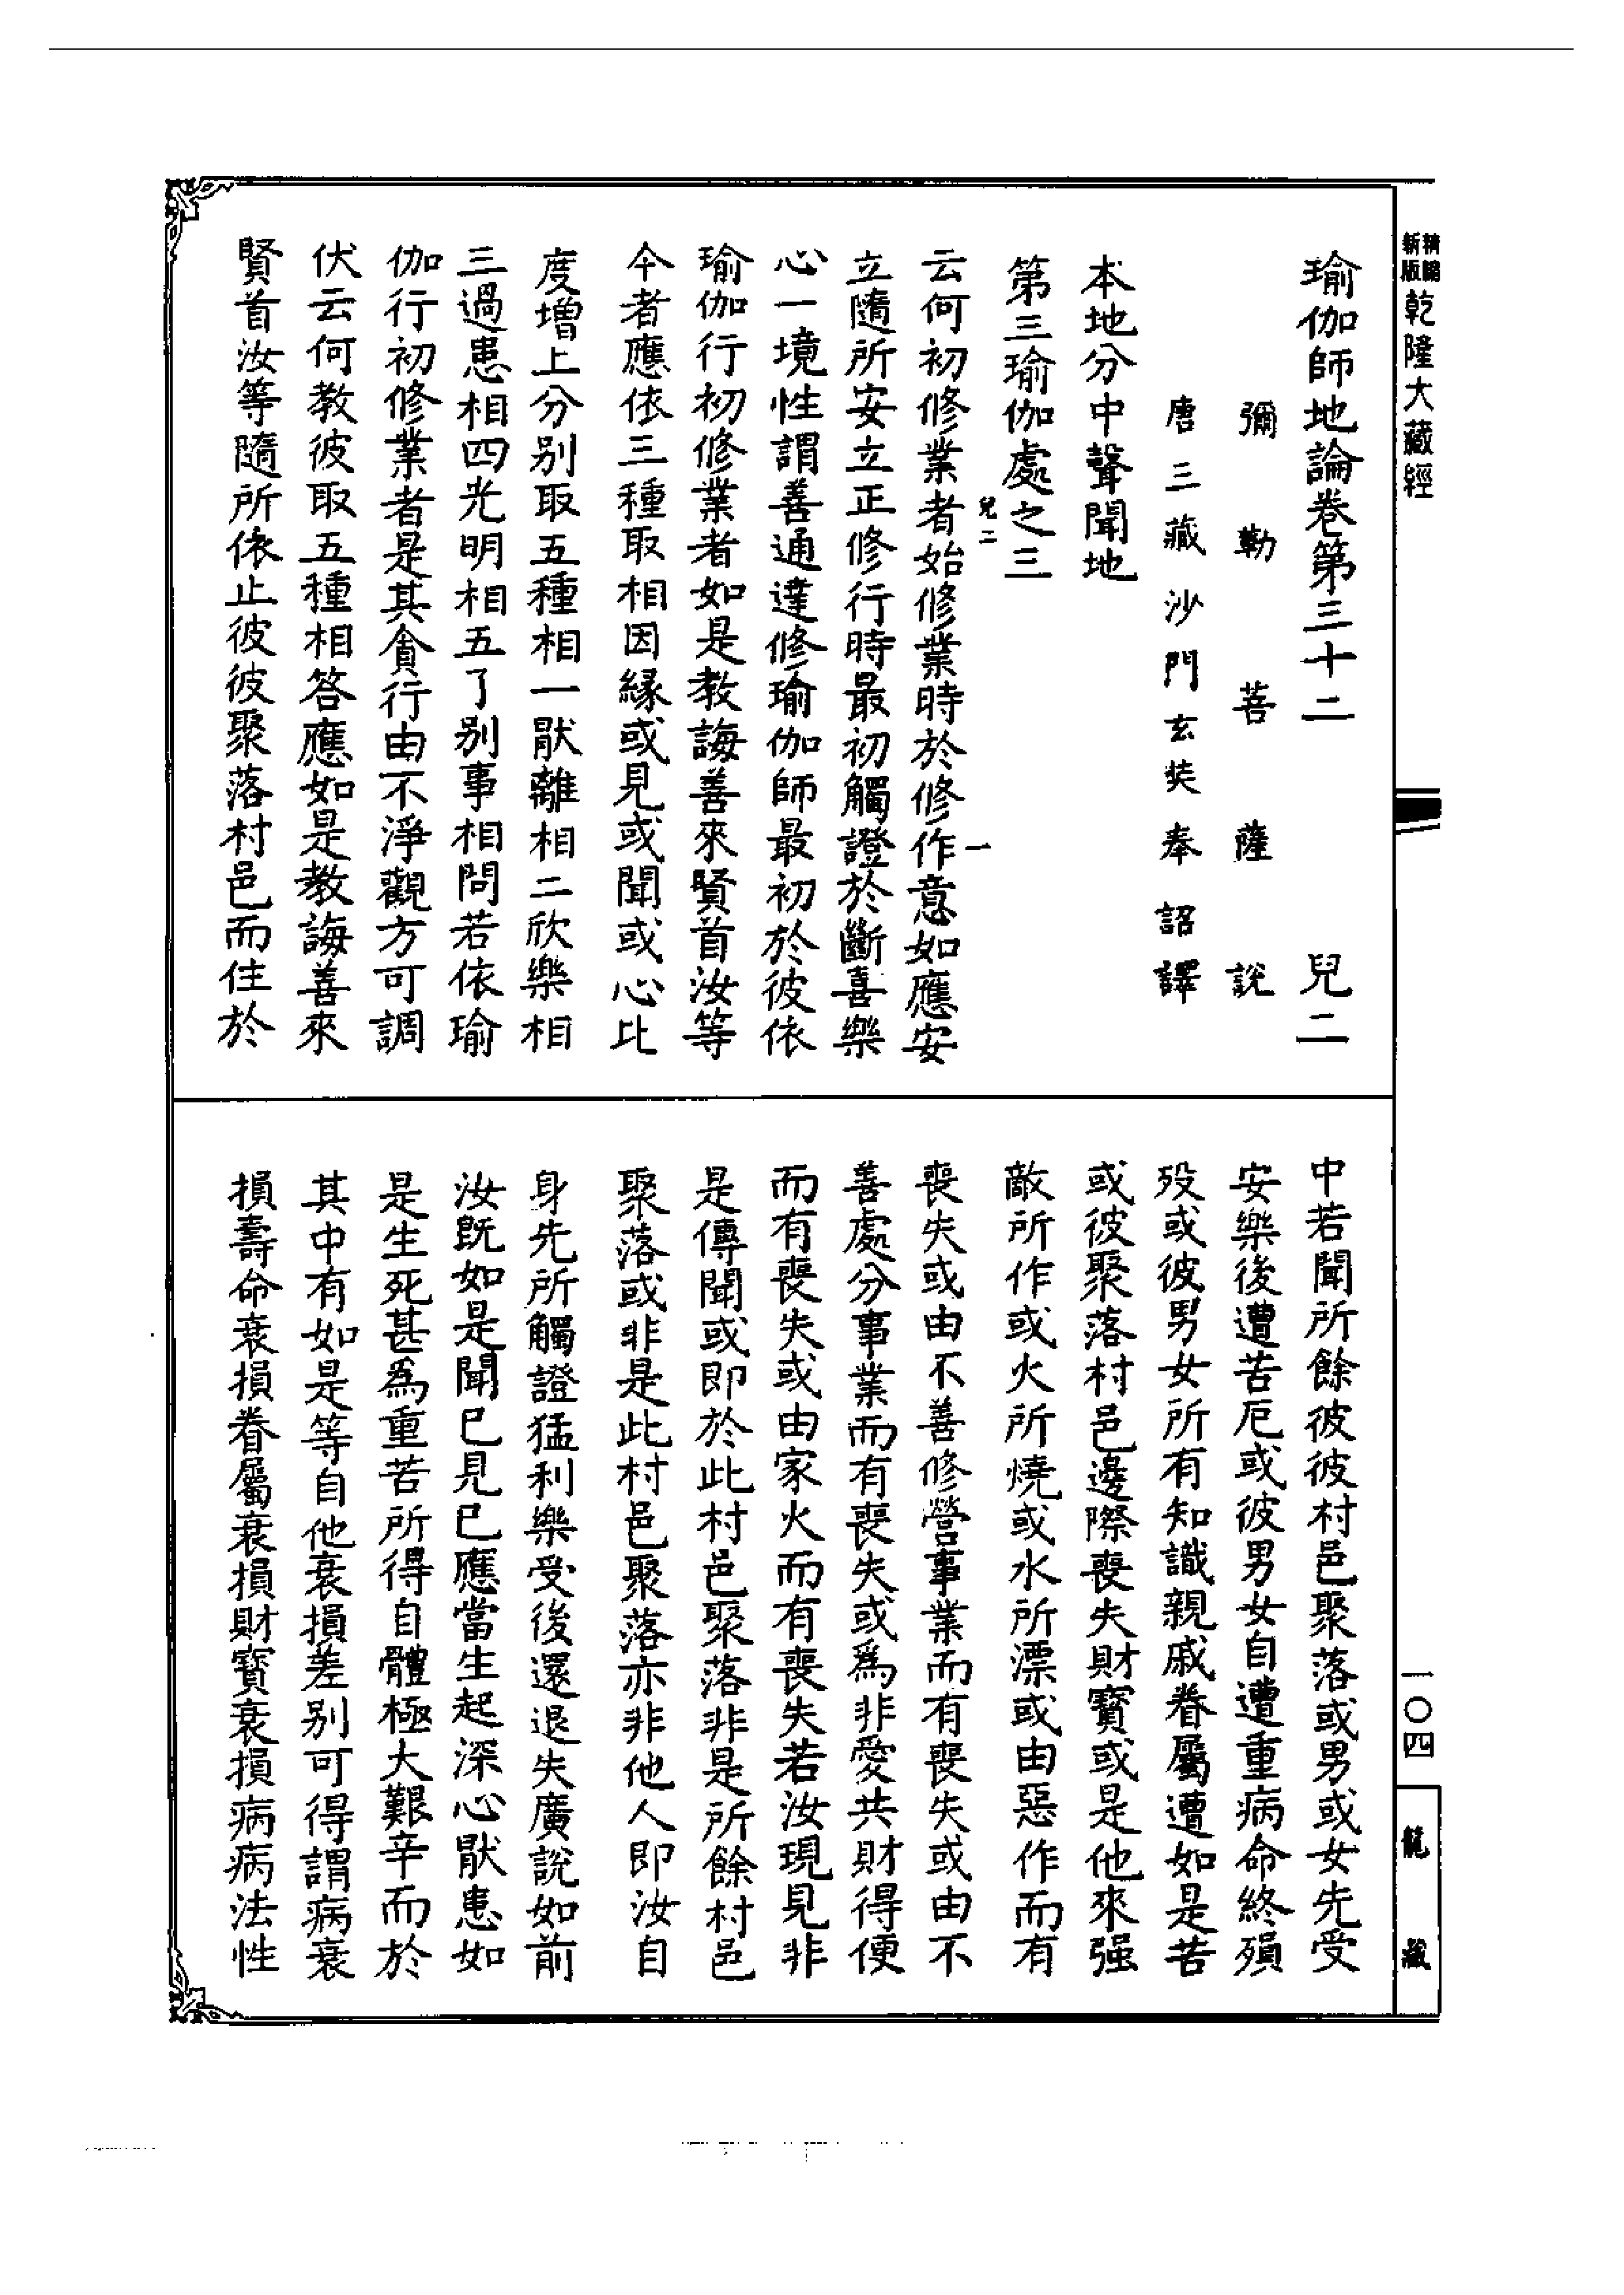 新編
縮版
乾隆大藏經
一〇四
龍藏
瑜伽師地論卷第三十二 兒二
彌勒菩薩說
唐三藏沙門玄奘奉詔譯
本地分中聲聞地
第三瑜伽處之三
兒二
一
云何初修業者始修業時於修作意如應安
立隨所安立正修行時最初觸證於斷喜樂
心一境性謂善通達修瑜伽師最初於彼依
瑜伽行初修業者如是教誨善來賢首汝等
今者應依三種取相因緣或見或聞或心比
度增上分別取五種相一猒離相二欣樂相
三過患相四光明相五了別事相問若依瑜
伽行初修業者是其貪行由不淨觀方可調
伏云何教彼取五種相答應如是教誨善來
賢首汝等隨所依止彼彼聚落村邑而住於
中若聞所餘彼彼村邑聚落或男或女先受
安樂後遭苦厄或彼男女自遭重病命終殞
歿或彼男女所有知識親戚眷屬遭如是苦
或彼聚落村邑邊際喪失財寶或是他來強
敵所作或火所燒或水所漂或由惡作而有
喪失或由不善修營事業而有喪失或由不
善處分事業而有喪失或為非愛共財得便
而有喪失或由家火而有喪失若汝現見非
是傳聞或即於此村邑聚落非是所餘村邑
聚落或非是此村邑聚落亦非他人即汝自
身先所觸證猛利樂受後還退失廣說如前
汝既如是聞已見已應當生起深心猒患如
是生死甚為重苦所得自體極大艱辛而於
其中有如是等自他衰損差別可得謂病衰
損壽命衰損眷屬衰損財寶衰損病病法性